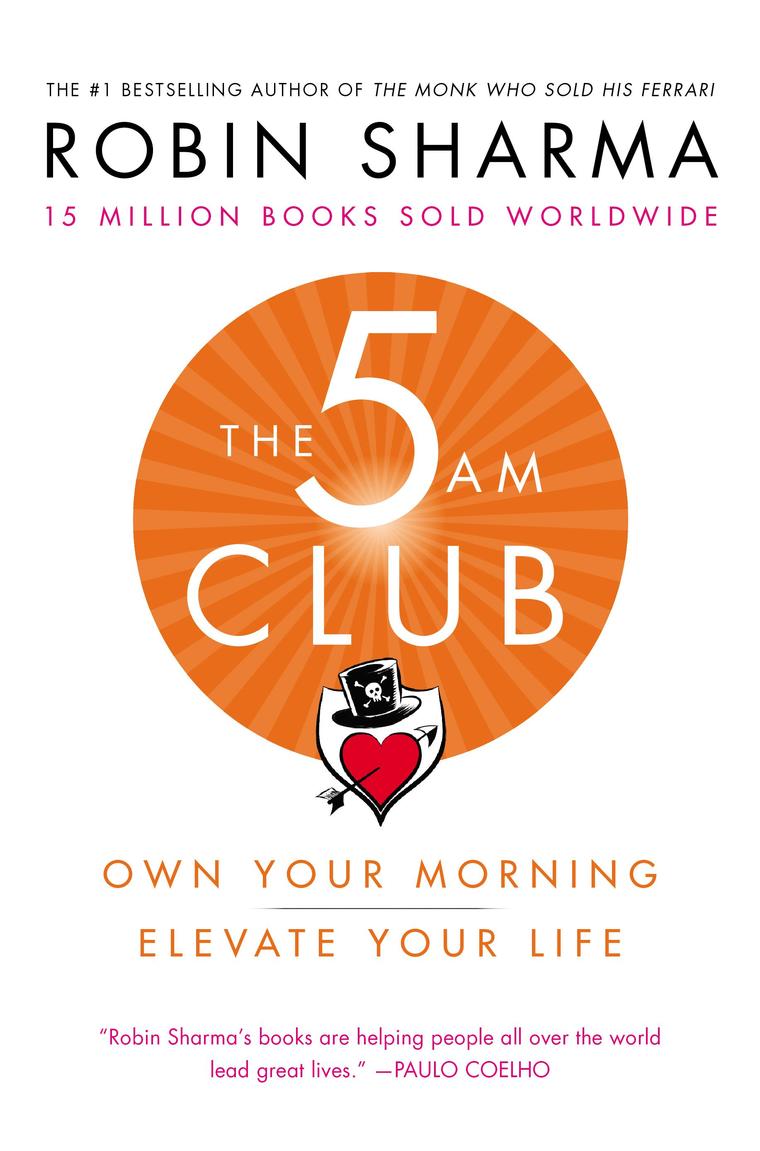 THE #1 BESTSELLING AUTHOR OF THE MONK WHO SOLD HIS FERRARI
ROBIN SHARMA
15 MILLION BOOKS SOLD WORLDWIDE
THE 5 AM
CLUB
OWN YOUR MORNING
ELEVATE YOUR LIFE
“Robin Sharma’s books are helping people all over the world
lead great lives.” —PAULO COELHO